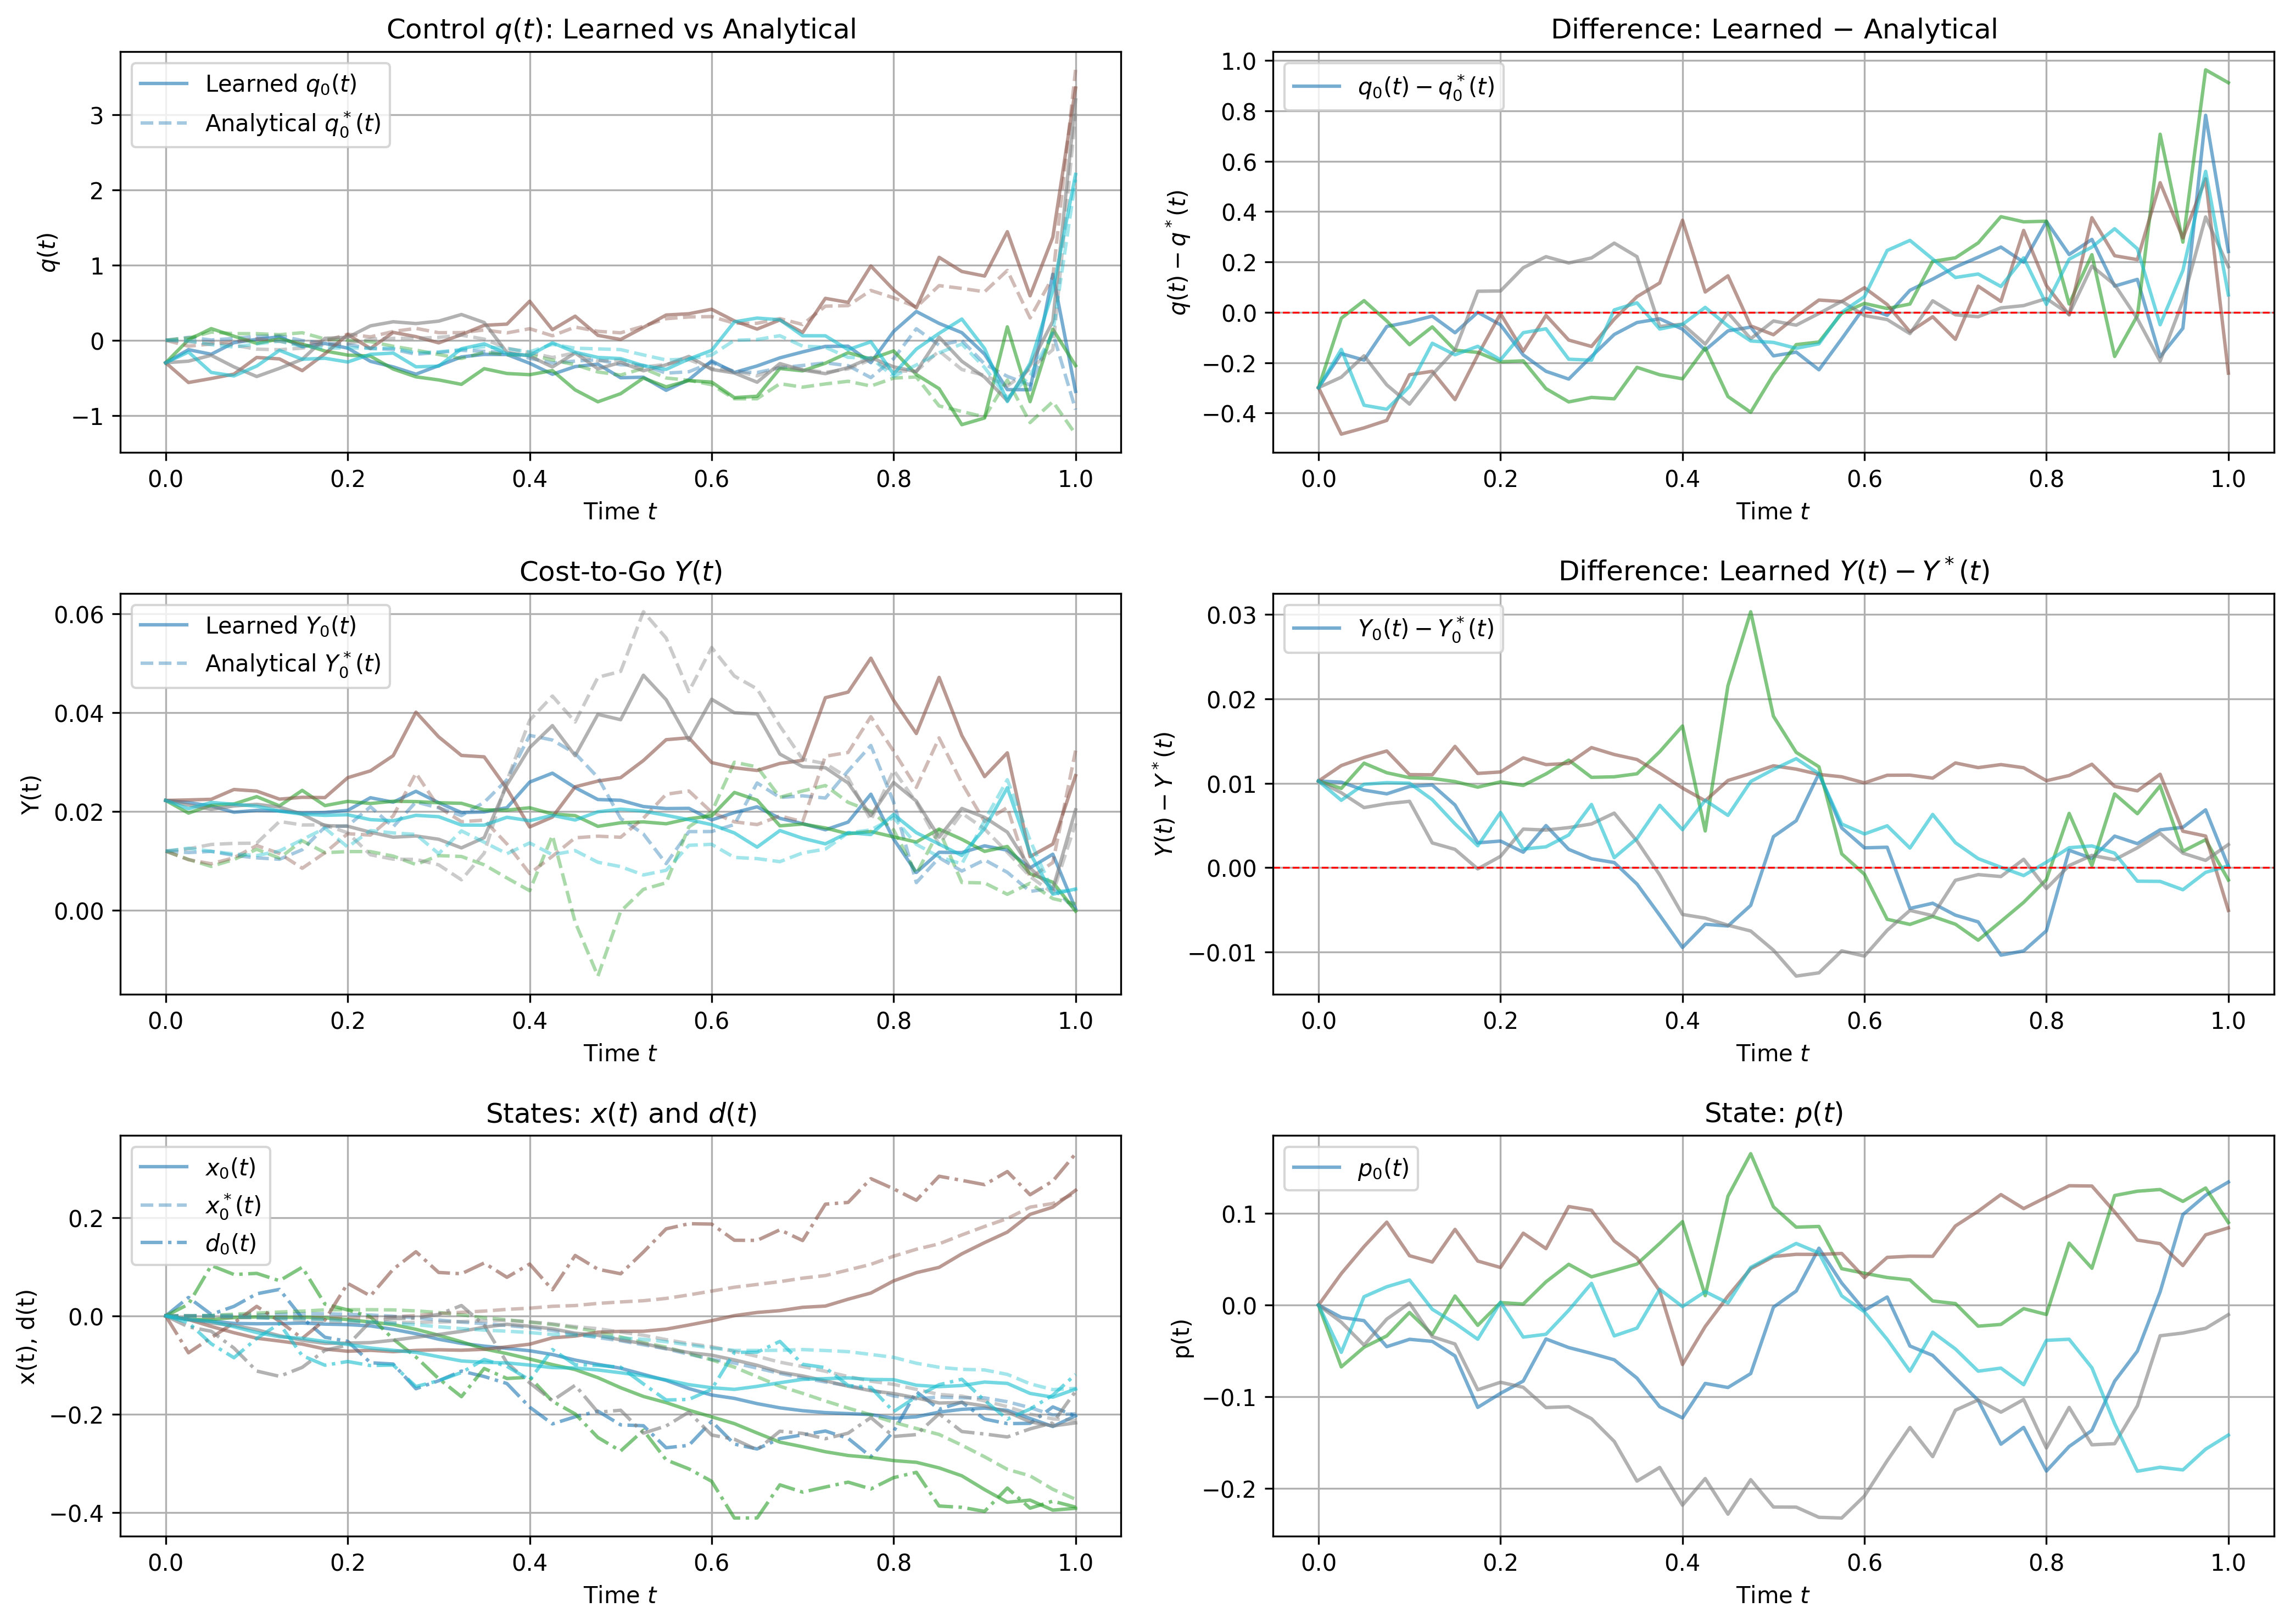 Control q(t): Learned vs Analytical
Learned q₀(t)
Analytical q₀*(t)
q(t)
3
2
1
0
−1
0.0 0.2 0.4 0.6 0.8 1.0
Time t
Difference: Learned − Analytical
q₀(t) − q₀*(t)
q(t) − q*(t)
1.0
0.8
0.6
0.4
0.2
0.0
−0.2
−0.4
0.0 0.2 0.4 0.6 0.8 1.0
Time t
Cost-to-Go Y(t)
Learned Y₀(t)
Analytical Y₀*(t)
Y(t)
0.06
0.04
0.02
0.00
0.0 0.2 0.4 0.6 0.8 1.0
Time t
Difference: Learned Y(t) − Y*(t)
Y₀(t) − Y₀*(t)
Y(t) − Y*(t)
0.03
0.02
0.01
0.00
−0.01
0.0 0.2 0.4 0.6 0.8 1.0
Time t
States: x(t) and d(t)
x₀(t)
x₀*(t)
d₀(t)
x(t), d(t)
0.2
0.0
−0.2
−0.4
0.0 0.2 0.4 0.6 0.8 1.0
Time t
State: p(t)
p₀(t)
p(t)
0.1
0.0
−0.1
−0.2
0.0 0.2 0.4 0.6 0.8 1.0
Time t